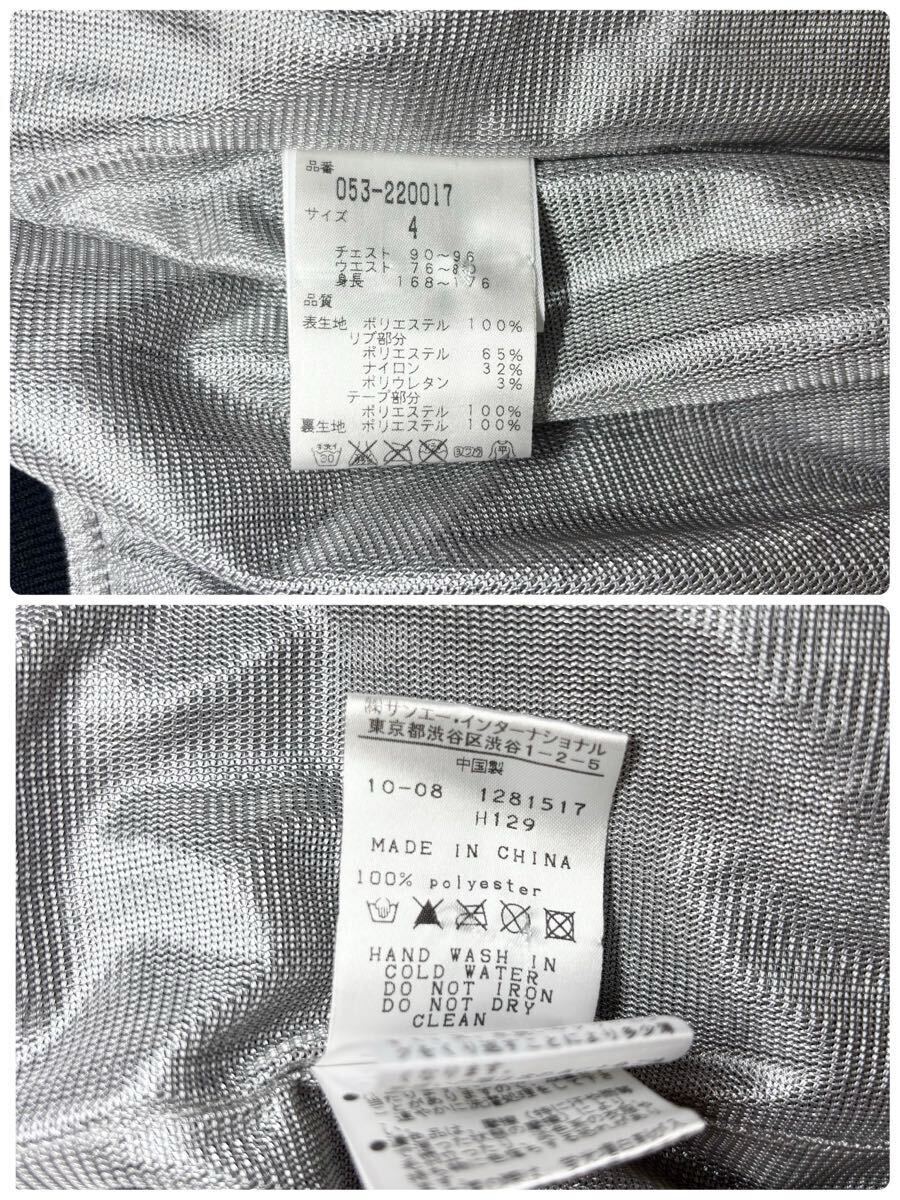 品番
053-220017
サイズ
4
チェスト 90～96
ウエスト 76～
身長 168～176
品質
表生地 ポリエステル 100%
リブ部分
ポリエステル 65%
ナイロン 32%
ポリウレタン 3%
テープ部分
ポリエステル 100%
裏生地 ポリエステル 100%
㈱サンエー・インターナショナル
東京都渋谷区渋谷1-2-5
中国製
10-08 1281517
H129
MADE IN CHINA
100% polyester
HAND WASH IN
COLD WATER
DO NOT IRON
DO NOT DRY
CLEAN